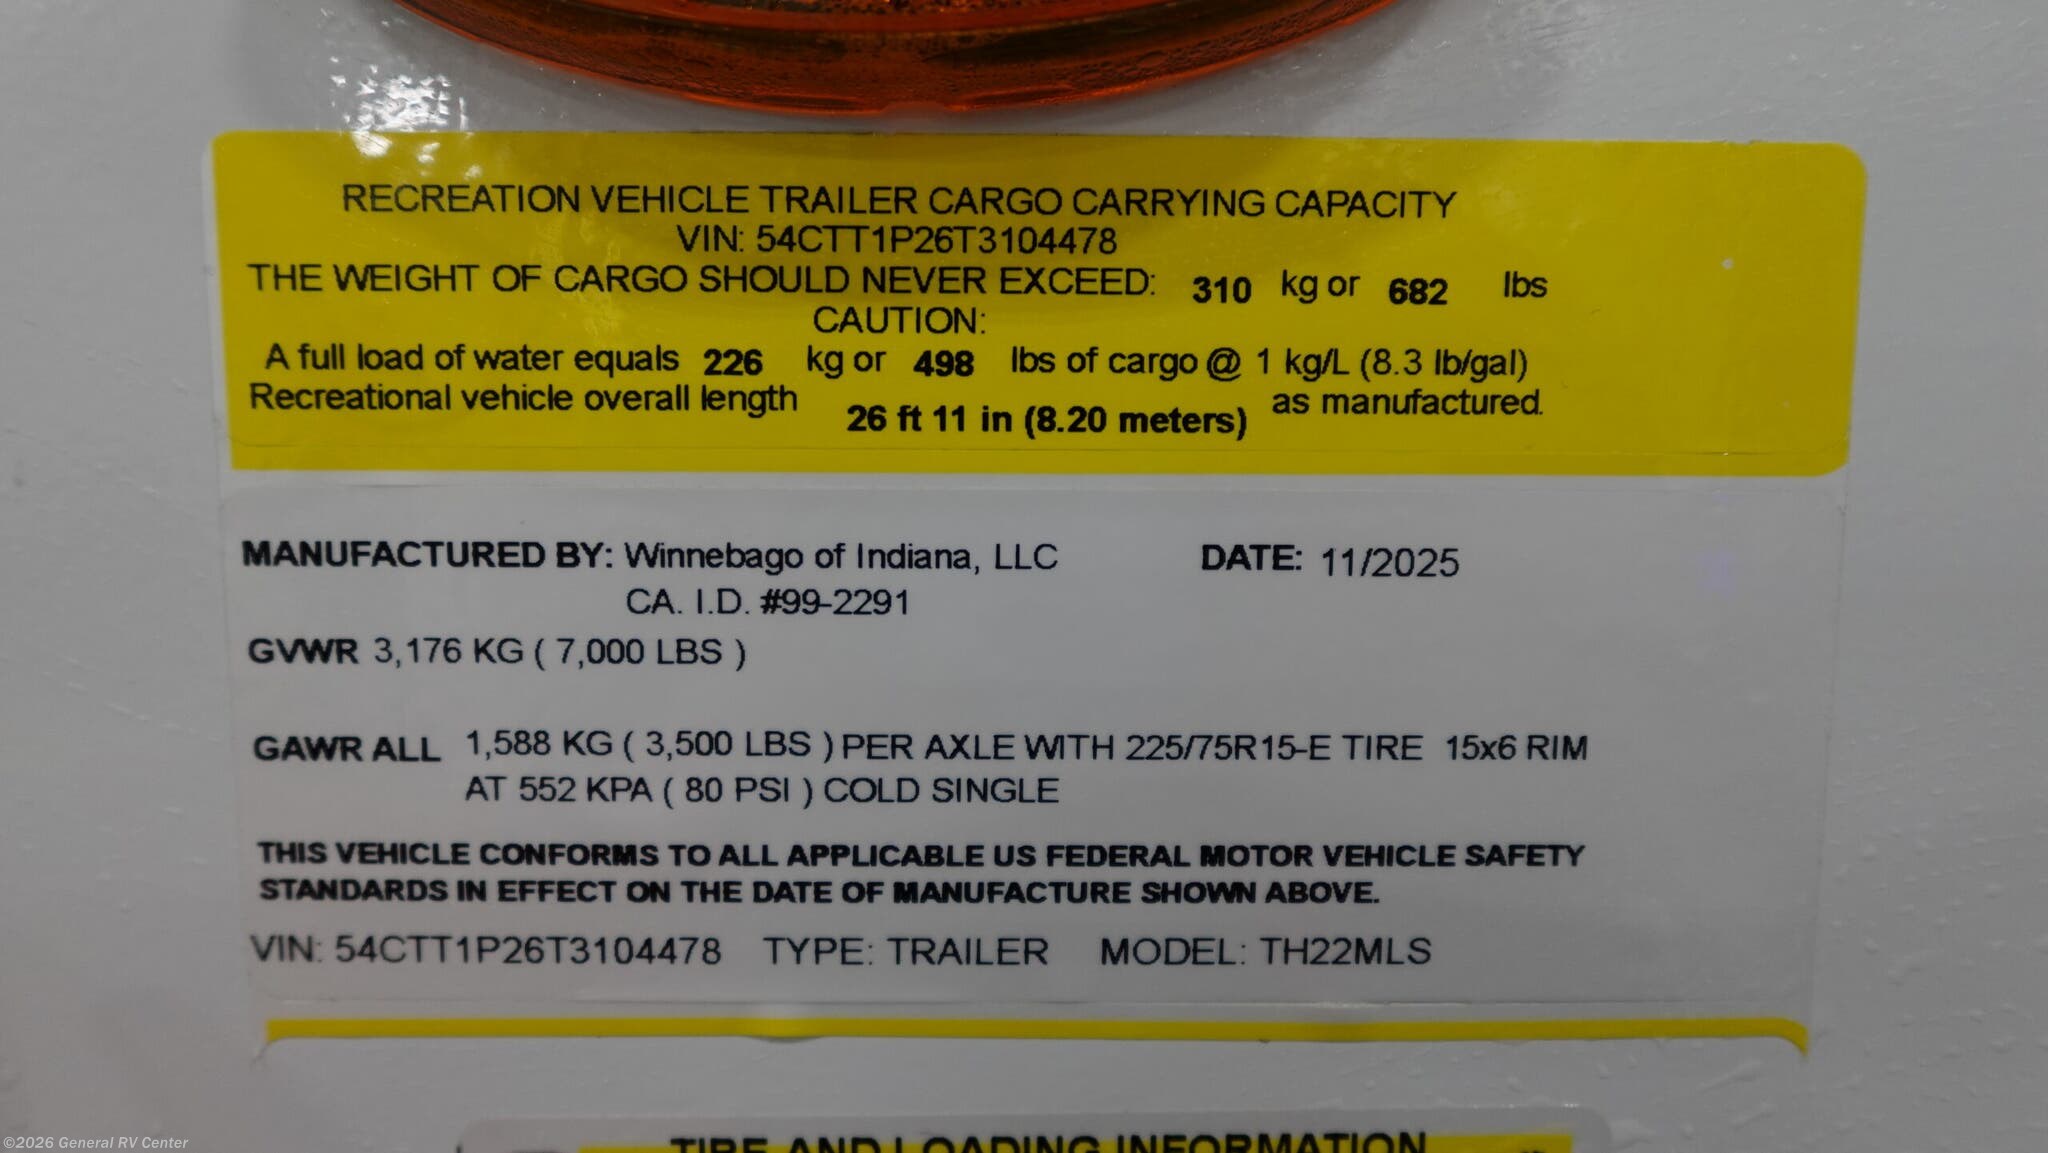 RECREATION VEHICLE TRAILER CARGO CARRYING CAPACITY
VIN: 54CTT1P26T3104478
THE WEIGHT OF CARGO SHOULD NEVER EXCEED: 310 kg or 682 lbs
CAUTION:
A full load of water equals 226 kg or 498 lbs of cargo @ 1 kg/L (8.3 lb/gal)
Recreational vehicle overall length 26 ft 11 in (8.20 meters) as manufactured.
MANUFACTURED BY: Winnebago of Indiana, LLC DATE: 11/2025
CA. I.D. #99-2291
GVWR 3,176 KG ( 7,000 LBS )
GAWR ALL 1,588 KG ( 3,500 LBS ) PER AXLE WITH 225/75R15-E TIRE 15x6 RIM
AT 552 KPA ( 80 PSI ) COLD SINGLE
THIS VEHICLE CONFORMS TO ALL APPLICABLE US FEDERAL MOTOR VEHICLE SAFETY
STANDARDS IN EFFECT ON THE DATE OF MANUFACTURE SHOWN ABOVE.
VIN: 54CTT1P26T3104478 TYPE: TRAILER MODEL: TH22MLS
TIRE AND LOADING INFORMATION
©2026 General RV Center